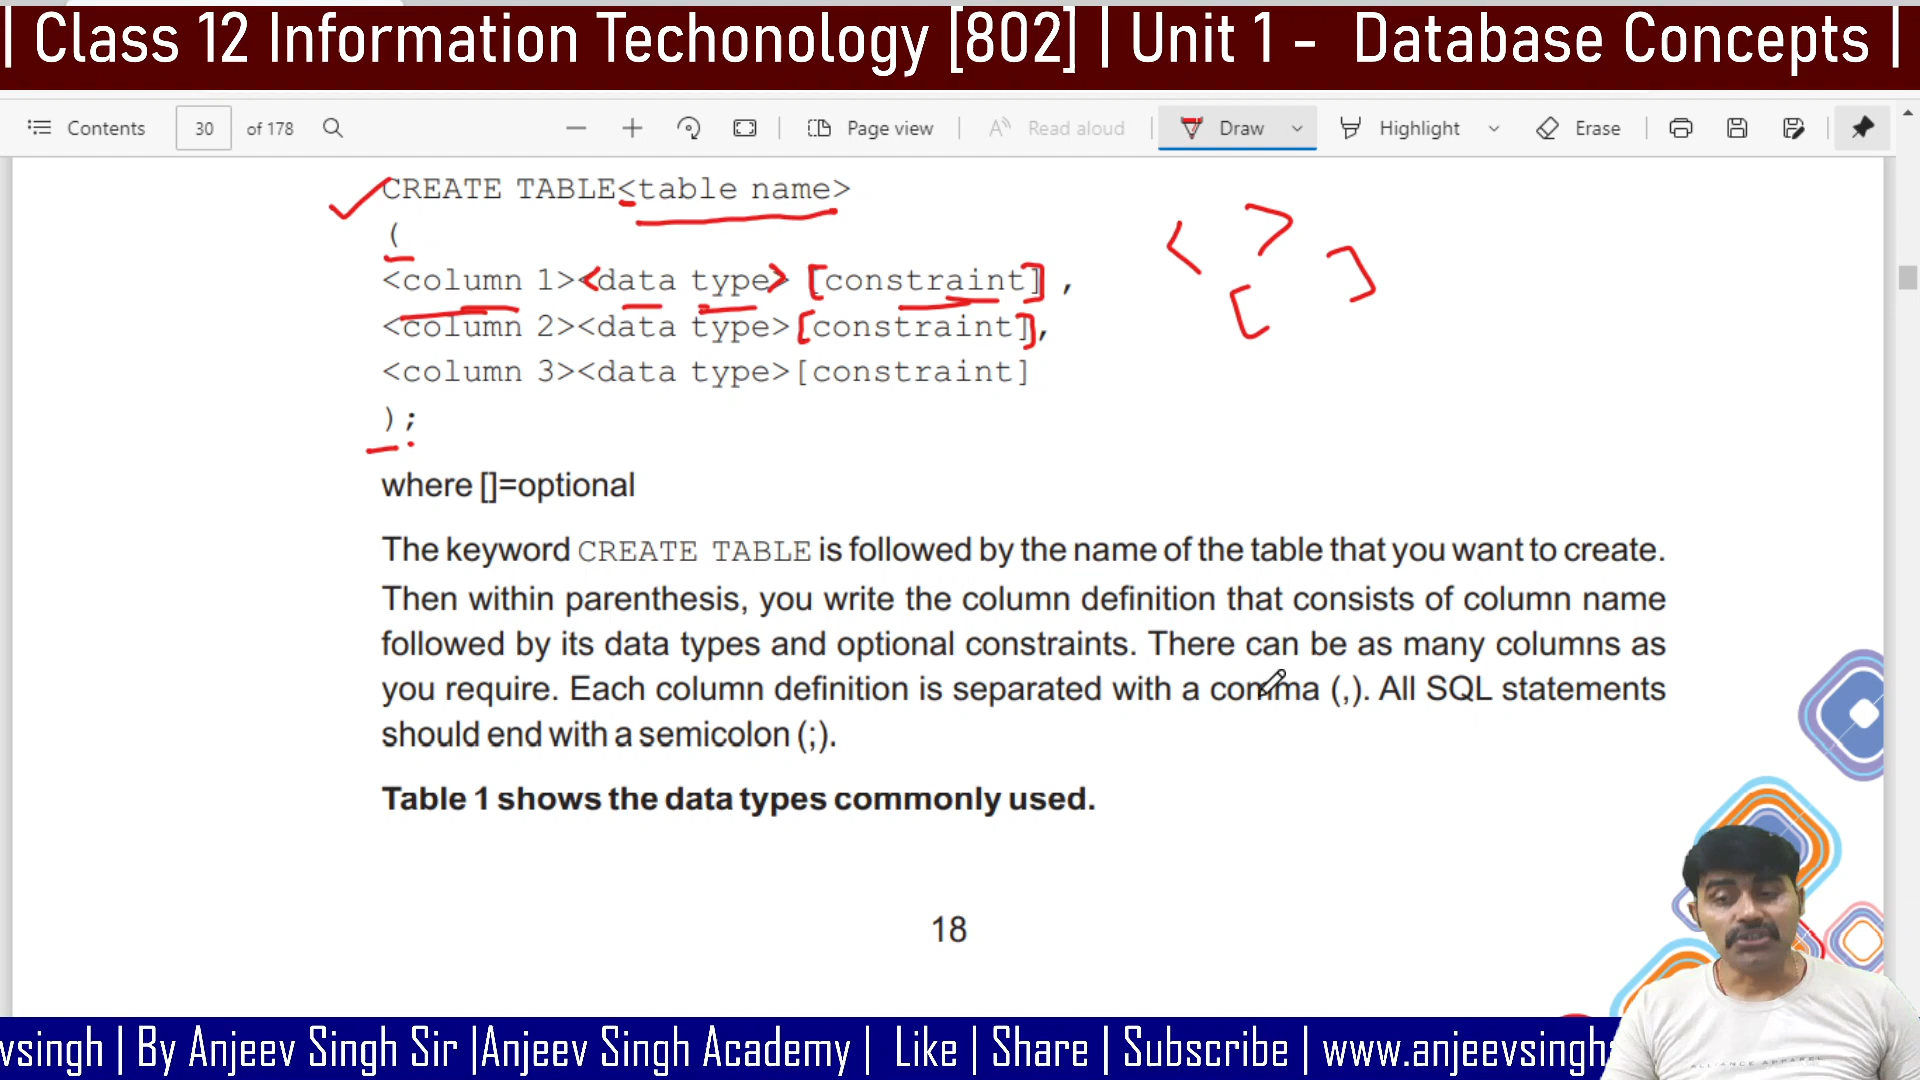 | Class 12 Information Techonology [802] | Unit 1 - Database Concepts |
Contents 30 of 178 Page view Read aloud Draw Highlight Erase
CREATE TABLE<table name>
(
<column 1><data type> [constraint] ,
<column 2><data type>[constraint],
<column 3><data type>[constraint]
);
where []=optional
The keyword CREATE TABLE is followed by the name of the table that you want to create.
Then within parenthesis, you write the column definition that consists of column name
followed by its data types and optional constraints. There can be as many columns as
you require. Each column definition is separated with a comma (,). All SQL statements
should end with a semicolon (;).
Table 1 shows the data types commonly used.
18
vsingh | By Anjeev Singh Sir |Anjeev Singh Academy | Like | Share | Subscribe | www.anjeevsingh
ALLIANCE APPAREL
< >
[ ]